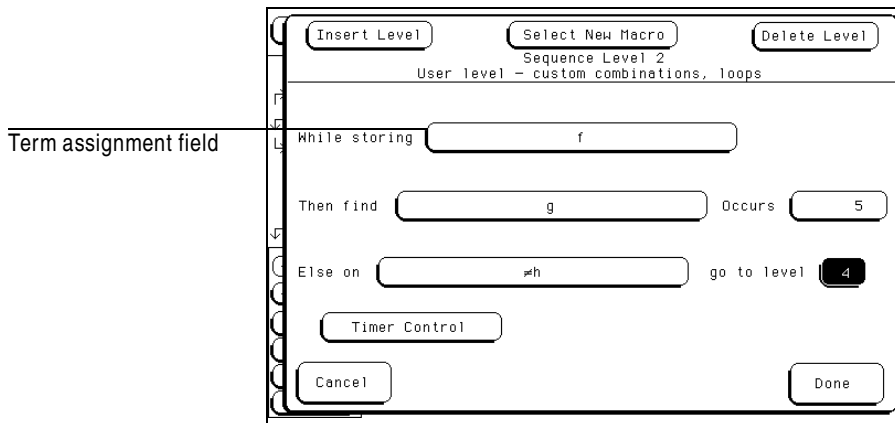 Insert Level Select New Macro Delete Level
Sequence Level 2
User level – custom combinations, loops
Term assignment field
While storing f
Then find g Occurs 5
Else on ≠h go to level 4
Timer Control
Cancel Done